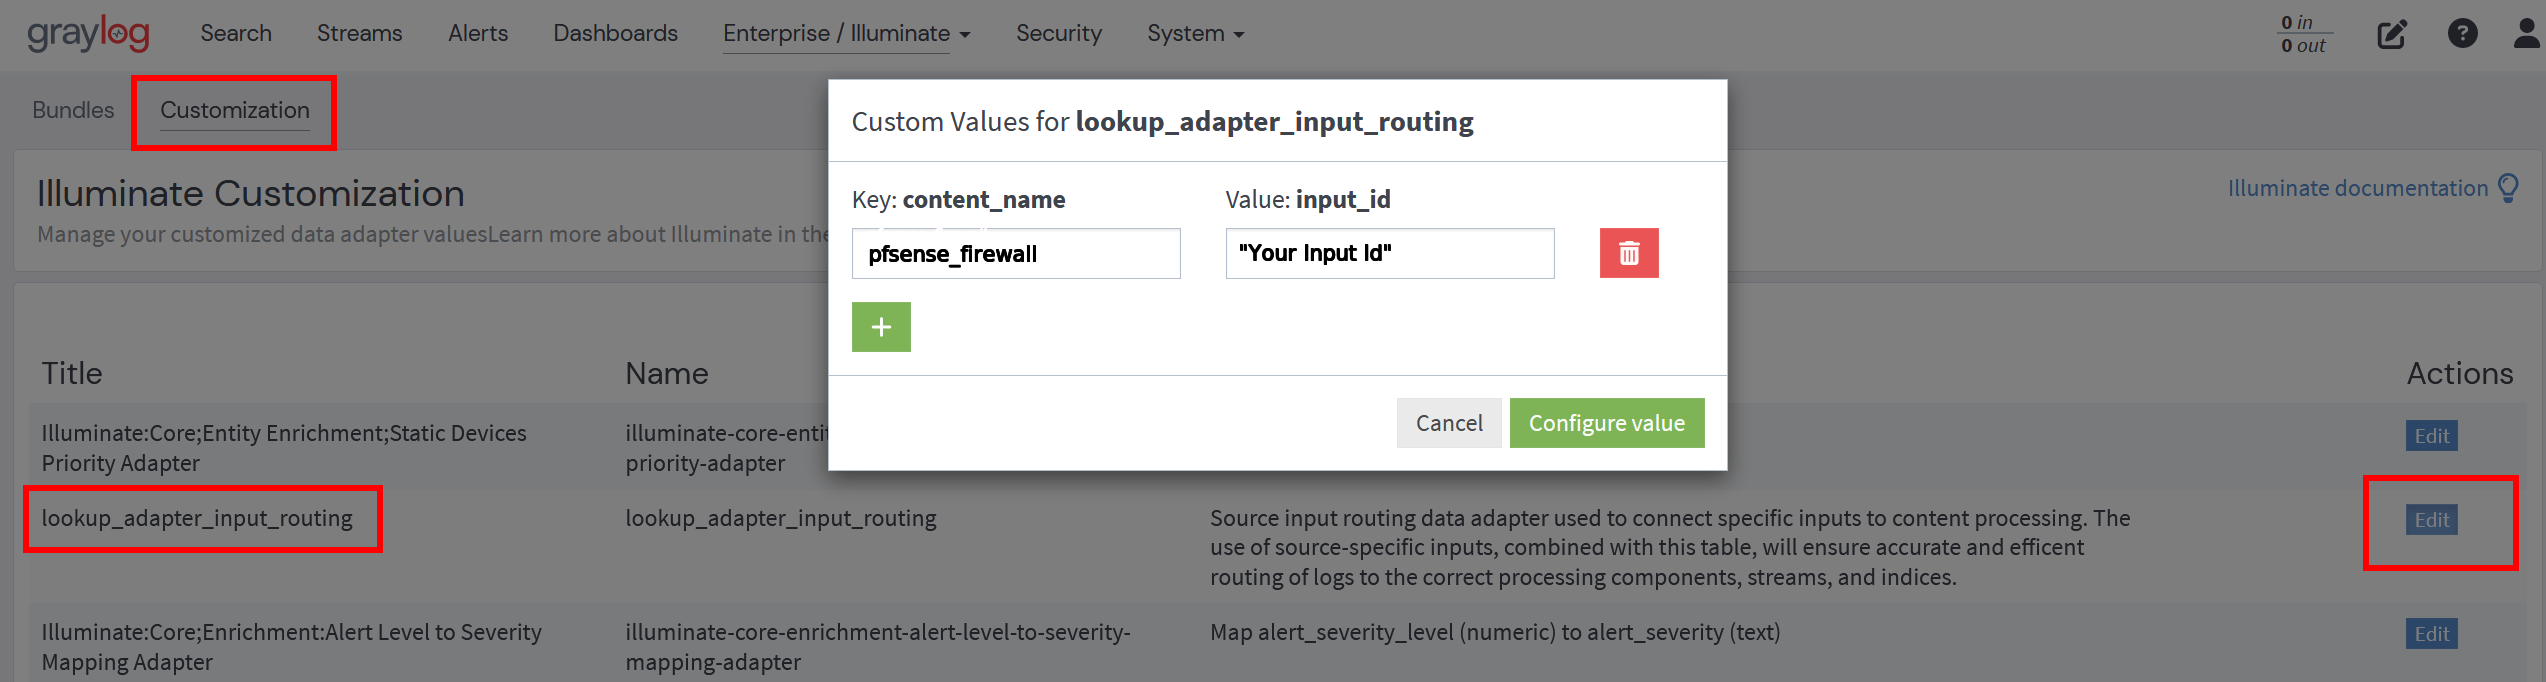 graylog Search Streams Alerts Dashboards Enterprise / Illuminate Security System 0 in
0 out
Bundles Customization
Custom Values for lookup_adapter_input_routing
Illuminate Customization
Illuminate documentation
Manage your customized data adapter valuesLearn more about Illuminate in the
Key: content_name Value: input_id
pfsense_firewall "Your Input Id"
+
Cancel Configure value
Title Name Actions
Illuminate:Core;Entity Enrichment;Static Devices
Priority Adapter
illuminate-core-entit
priority-adapter
Edit
lookup_adapter_input_routing
lookup_adapter_input_routing
Source input routing data adapter used to connect specific inputs to content processing. The
use of source-specific inputs, combined with this table, will ensure accurate and efficent
routing of logs to the correct processing components, streams, and indices.
Edit
Illuminate:Core;Enrichment:Alert Level to Severity
Mapping Adapter
illuminate-core-enrichment-alert-level-to-severity-
mapping-adapter
Map alert_severity_level (numeric) to alert_severity (text)
Edit